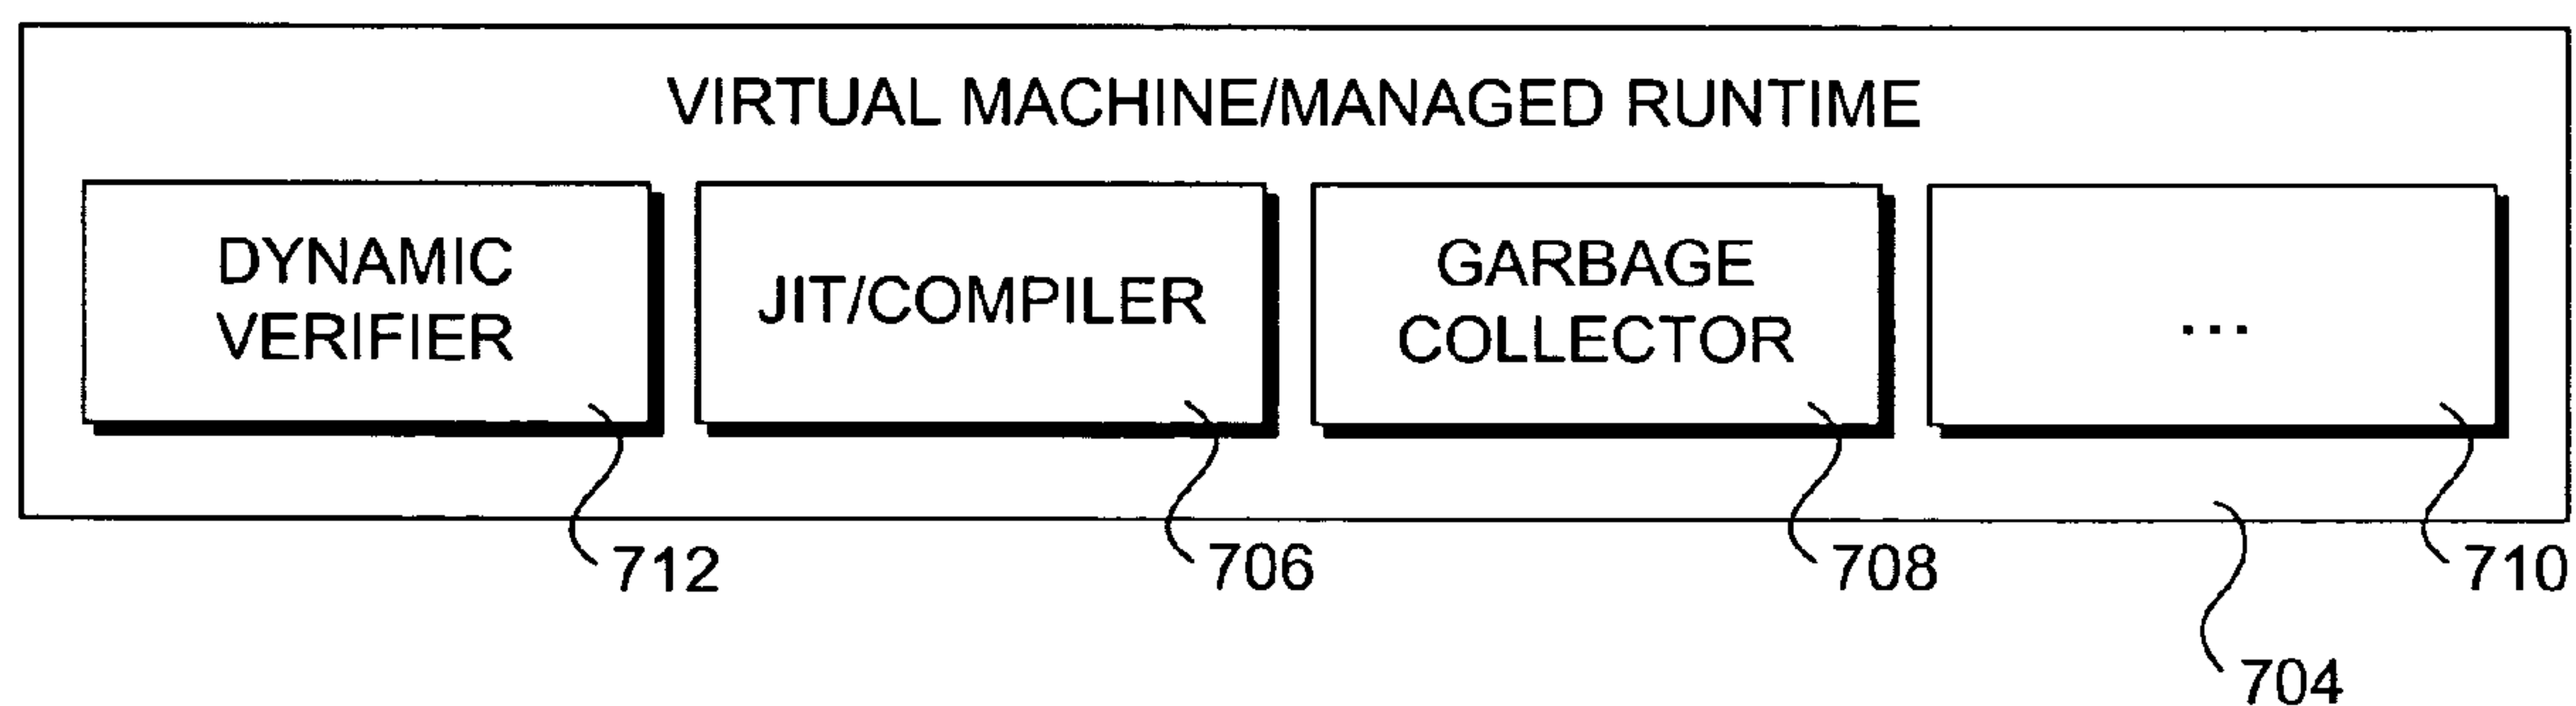 VIRTUAL MACHINE/MANAGED RUNTIME
DYNAMIC
VERIFIER
JIT/COMPILER
GARBAGE
COLLECTOR
...
712
706
708
710
704